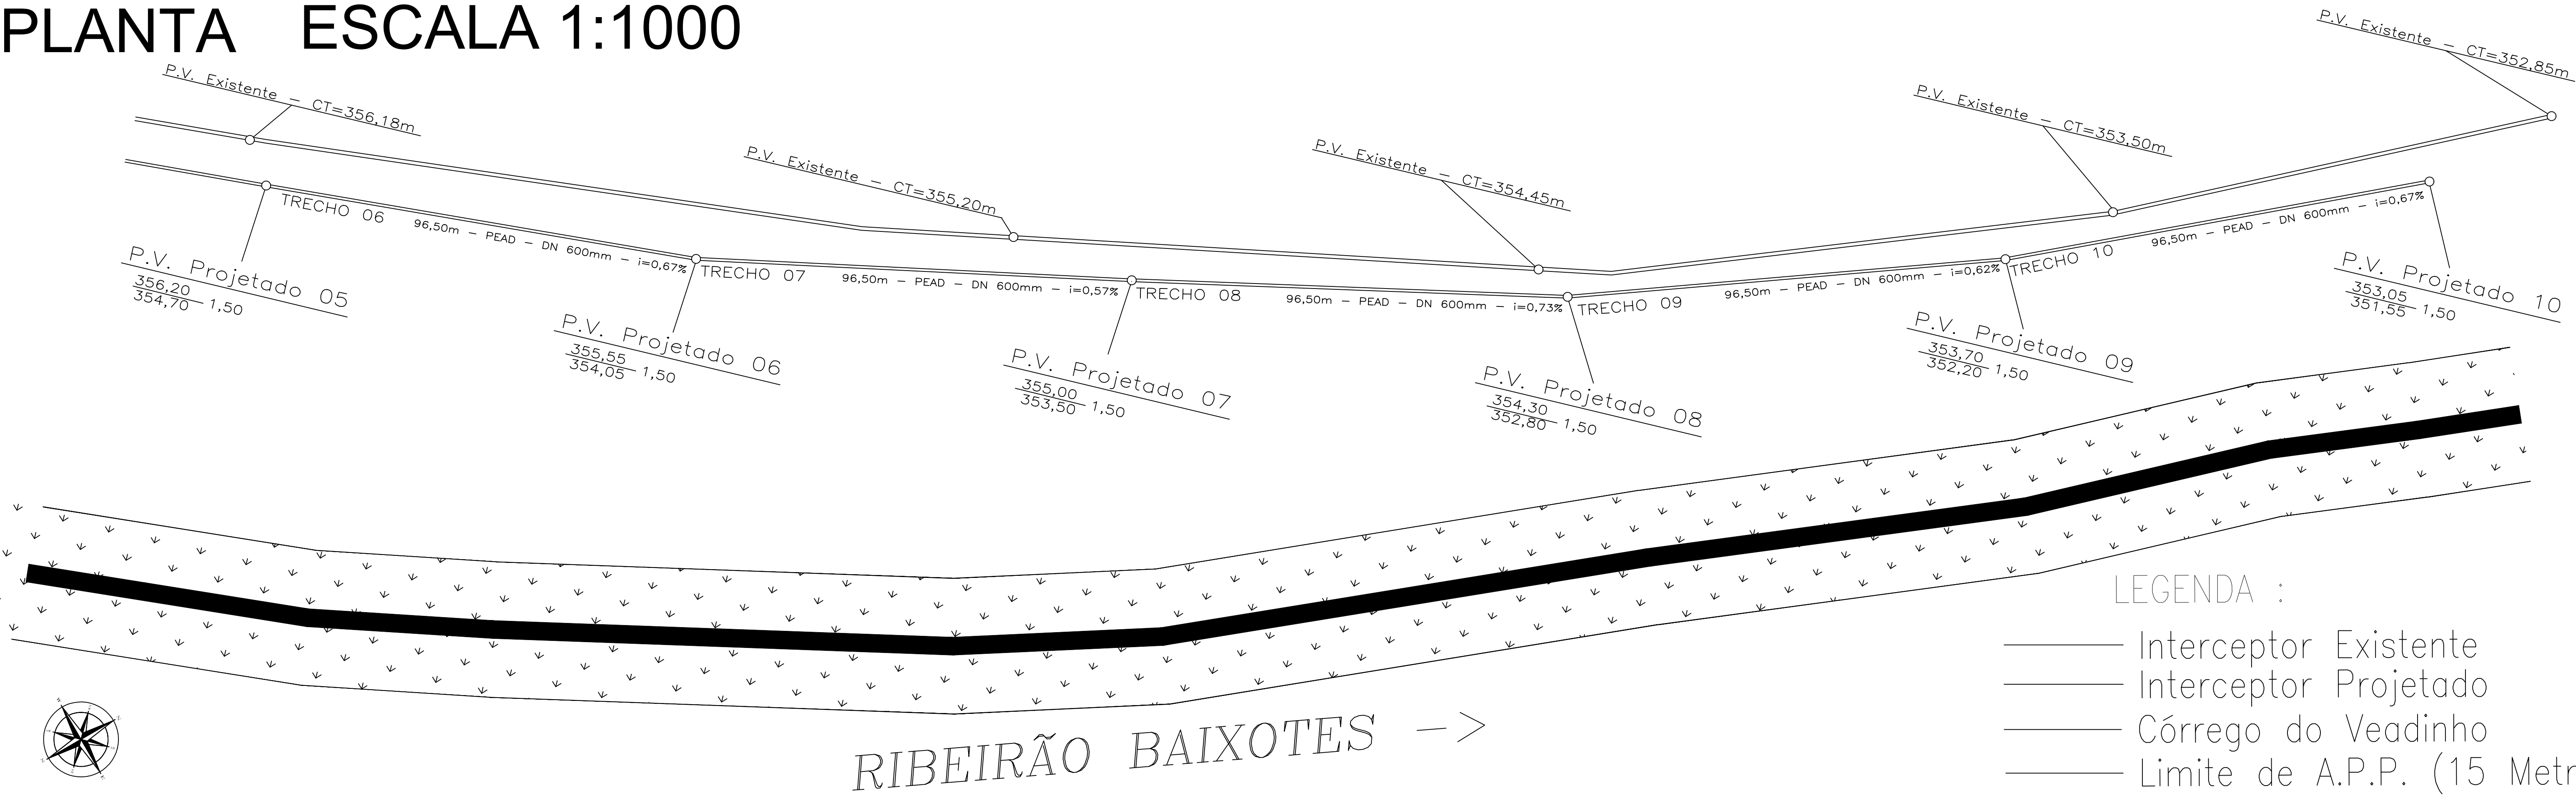 PLANTA ESCALA 1:1000
P.V. Existente - CT=356,18m
P.V. Existente - CT=355,20m
P.V. Existente - CT=354,45m
P.V. Existente - CT=353,50m
P.V. Existente - CT=352,85m
TRECHO 06
96,50m - PEAD - DN 600mm - i=0,67%
TRECHO 07
96,50m - PEAD - DN 600mm - i=0,57%
TRECHO 08
96,50m - PEAD - DN 600mm - i=0,73%
TRECHO 09
96,50m - PEAD - DN 600mm - i=0,62%
TRECHO 10
96,50m - PEAD - DN 600mm - i=0,67%
P.V. Projetado 05
356,20
354,70
1,50
P.V. Projetado 06
355,55
354,05
1,50
P.V. Projetado 07
355,00
353,50
1,50
P.V. Projetado 08
354,30
352,80
1,50
P.V. Projetado 09
353,70
352,20
1,50
P.V. Projetado 10
353,05
351,55
1,50
RIBEIRÃO BAIXOTES ->
LEGENDA :
Interceptor Existente
Interceptor Projetado
Córrego do Veadinho
Limite de A.P.P. (15 Metr